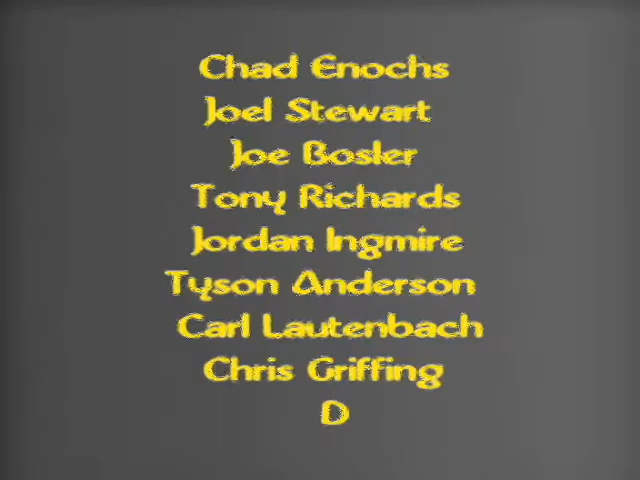 Chad Enochs
Joel Stewart
Joe Bosler
Tony Richards
Jordan Ingmire
Tyson Anderson
Carl Lautenbach
Chris Griffing
D